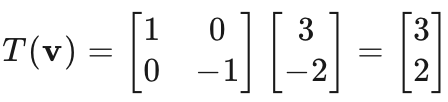 T(v) = [1 0; 0 −1] [3; −2] = [3; 2]